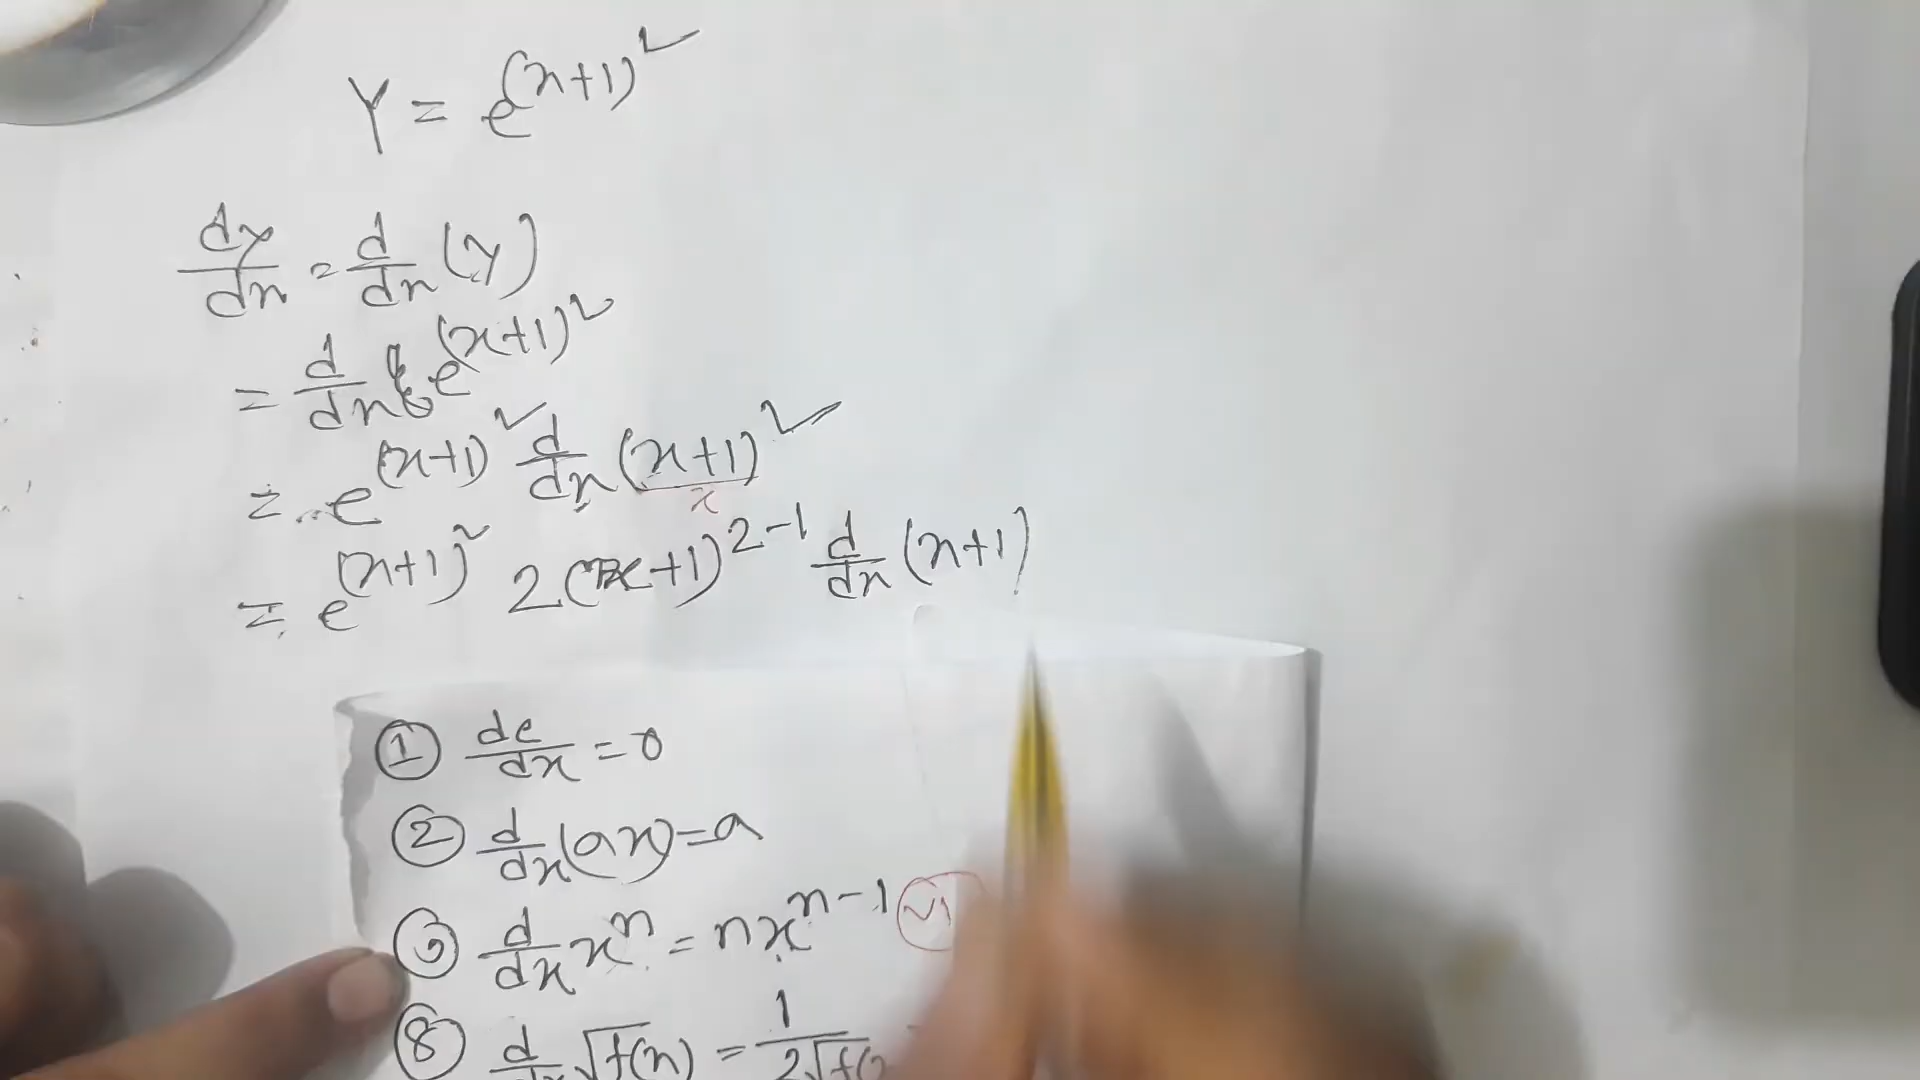 Y = e^(x+1)^2
dy/dx = d/dx (y)
= d/dx e^(x+1)^2
= e^(x+1)^2 d/dx (x+1)^2
x
= e^(x+1)^2 2(x+1)^2-1 d/dx (x+1)
① dc/dx = 0
② d/dx (ax) = a
③ d/dx x^n = nx^n-1
⑧ d/dx √f(x) = 1/2√f(